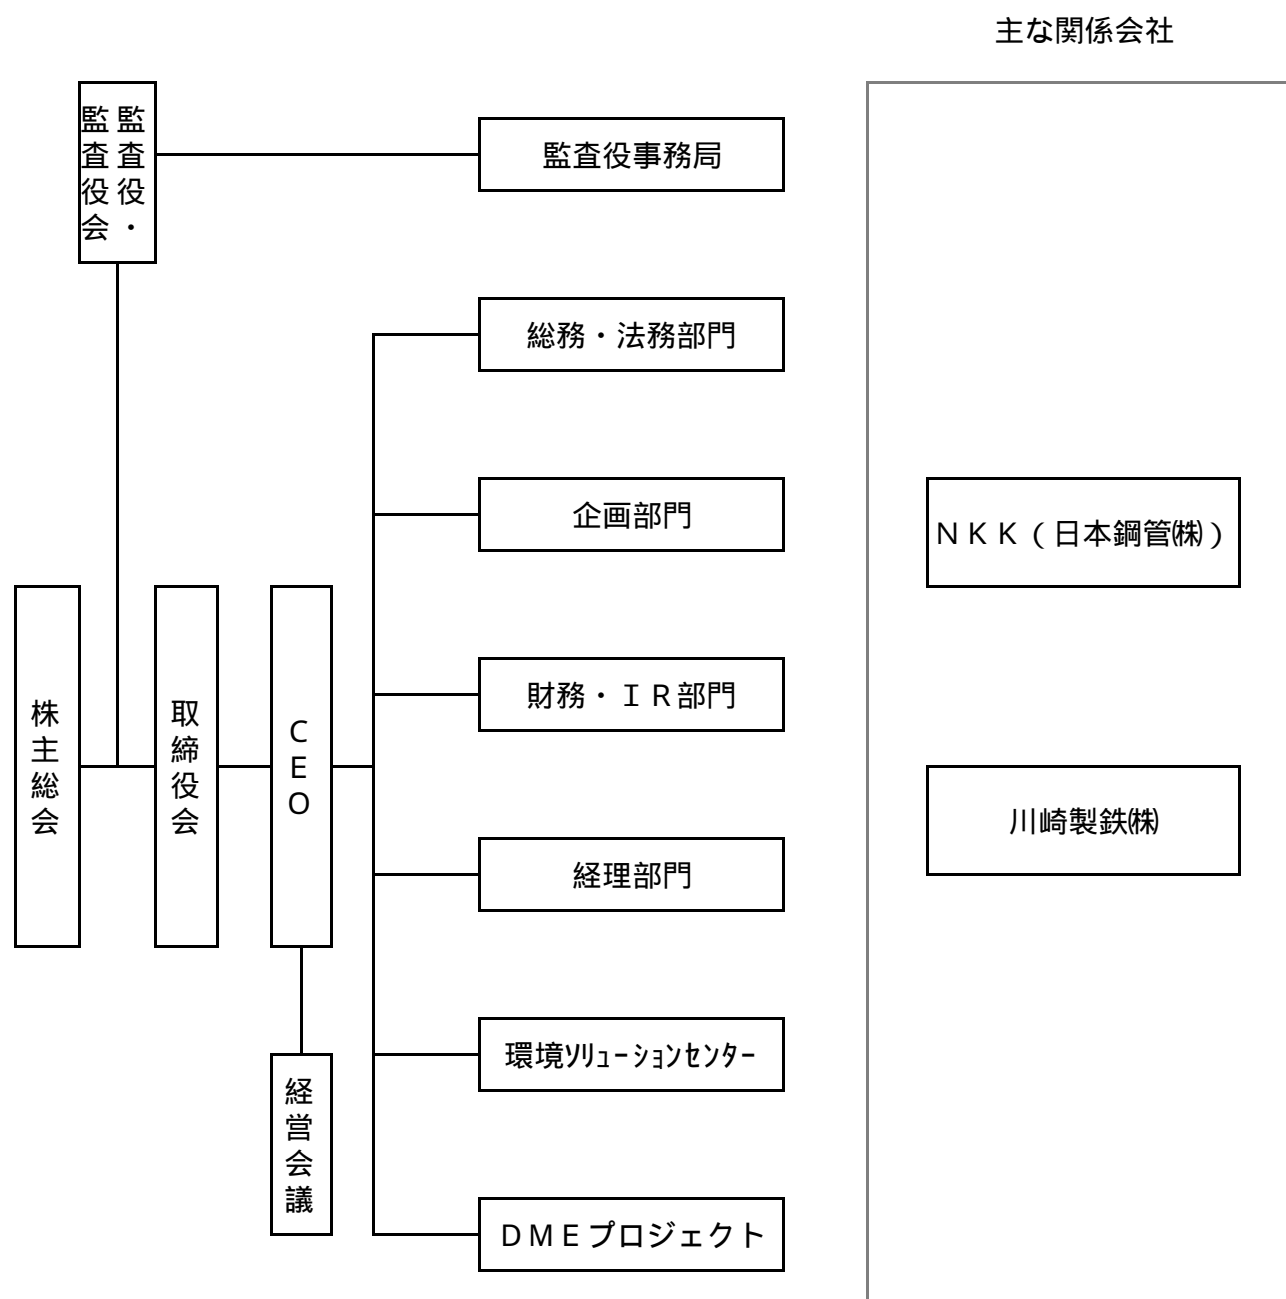 主な関係会社
監査役・
監査役会
監査役事務局
総務・法務部門
企画部門
ＮＫＫ（日本鋼管㈱）
株主総会
取締役会
ＣＥＯ
財務・ＩＲ部門
川崎製鉄㈱
経理部門
環境ｿﾘｭｰｼｮﾝｾﾝﾀｰ
経営会議
ＤＭＥプロジェクト